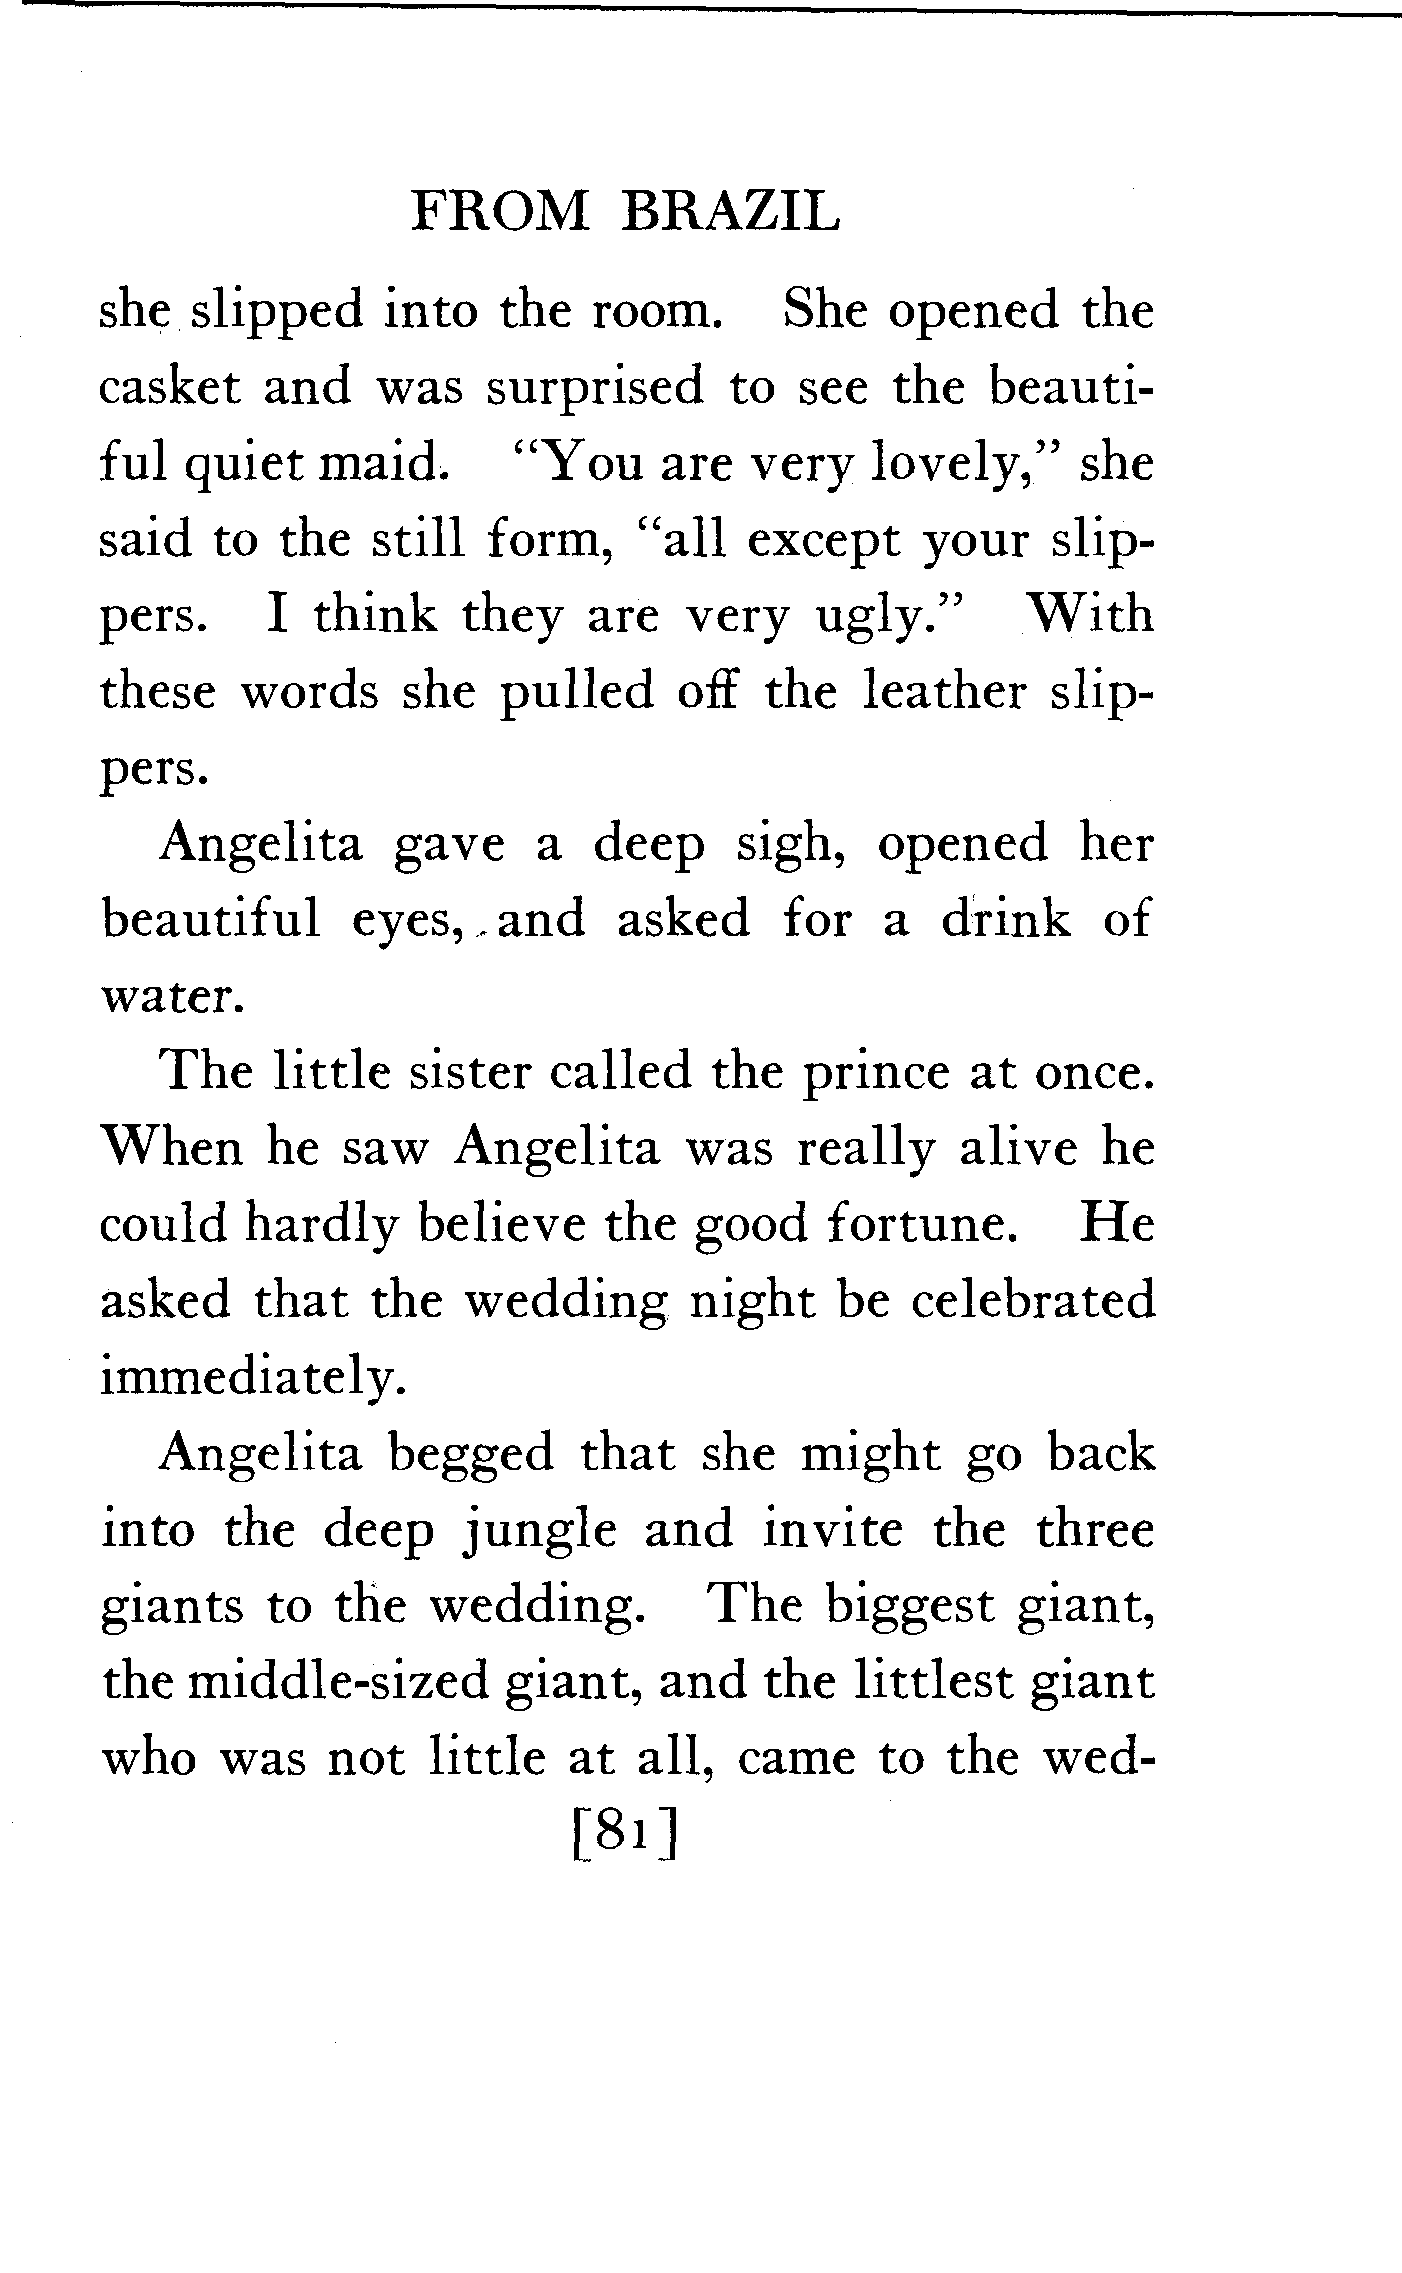 FROM BRAZIL
she slipped into the room. She opened the
casket and was surprised to see the beauti-
ful quiet maid. "You are very lovely," she
said to the still form, "all except your slip-
pers. I think they are very ugly." With
these words she pulled off the leather slip-
pers.
Angelita gave a deep sigh, opened her
beautiful eyes, and asked for a drink of
water.
The little sister called the prince at once.
When he saw Angelita was really alive he
could hardly believe the good fortune. He
asked that the wedding night be celebrated
immediately.
Angelita begged that she might go back
into the deep jungle and invite the three
giants to the wedding. The biggest giant,
the middle-sized giant, and the littlest giant
who was not little at all, came to the wed-
[81]